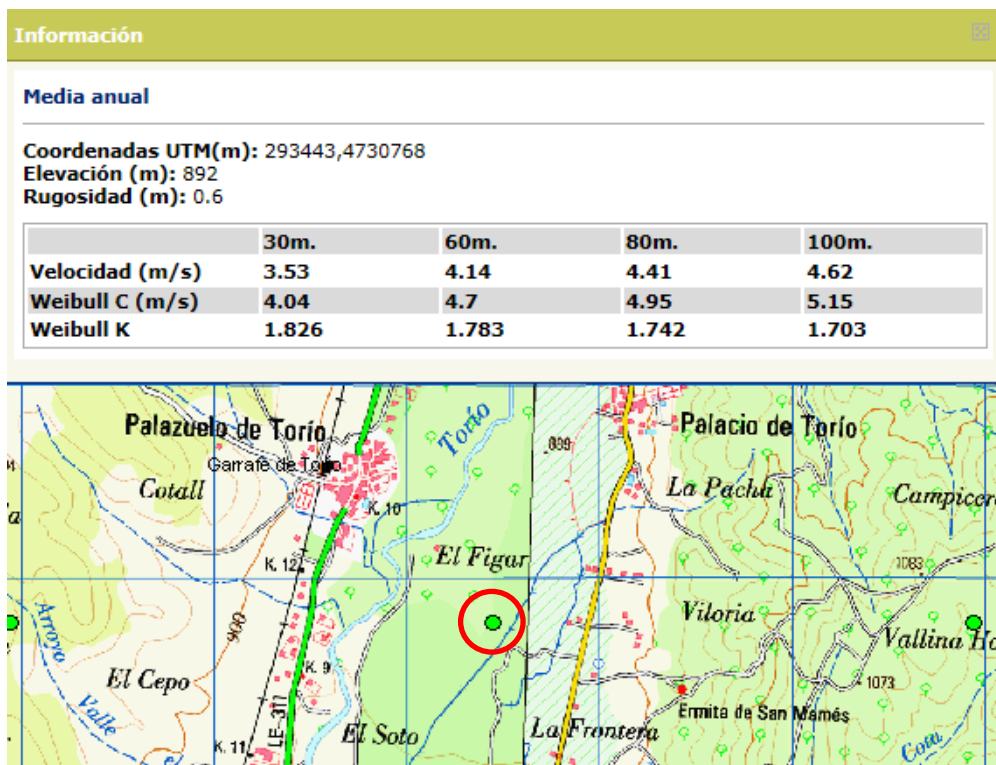 Información
Media anual
Coordenadas UTM(m): 293443,4730768
Elevación (m): 892
Rugosidad (m): 0.6
30m. 60m. 80m. 100m.
Velocidad (m/s) 3.53 4.14 4.41 4.62
Weibull C (m/s) 4.04 4.7 4.95 5.15
Weibull K 1.826 1.783 1.742 1.703
Palazuelo de Torío
Torío
899
Palacio de Torío
Garrafe de Torío
Cotall
La Pacha
Campicer
K. 10
El Figar
K. 12
1083
Arroyo
900
Viloria
Vallina Ho
El Cepo
K. 9
1073
Valle
Ermita de San Mamés
LE-311
El Soto
La Frontera
K. 11
Cota
el